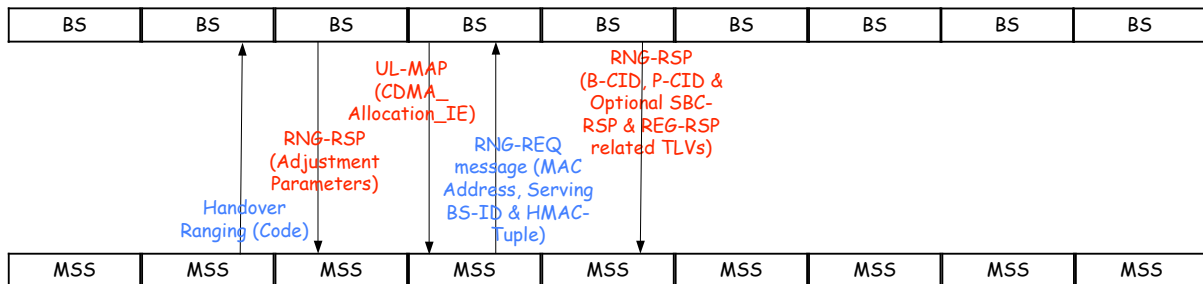 BS BS BS BS BS BS BS BS BS
UL-MAP
(CDMA_
Allocation_IE)
RNG-RSP
(B-CID, P-CID &
Optional SBC-
RSP & REG-RSP
related TLVs)
RNG-RSP
(Adjustment
Parameters)
RNG-REQ
message (MAC
Address, Serving
BS-ID & HMAC-
Tuple)
Handover
Ranging (Code)
MSS MSS MSS MSS MSS MSS MSS MSS MSS